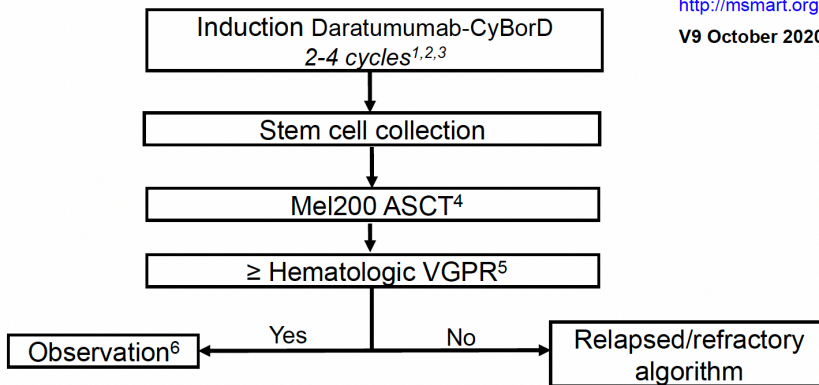 http://msmart.org
V9 October 2020
Induction Daratumumab-CyBorD
2-4 cycles1,2,3
Stem cell collection
Mel200 ASCT4
≥ Hematologic VGPR5
Yes
No
Observation6
Relapsed/refractory
algorithm